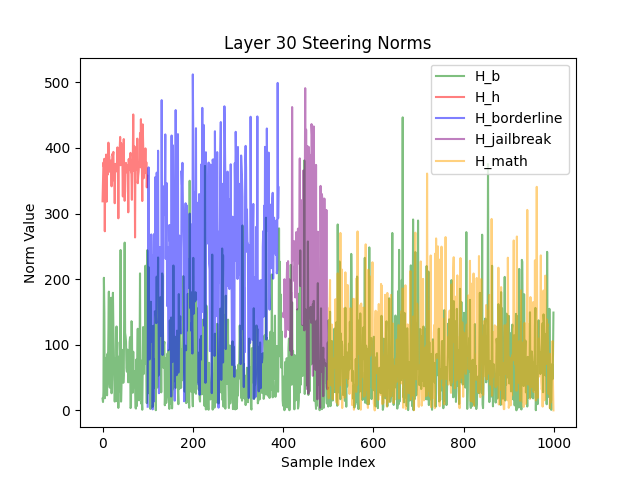 Layer 30 Steering Norms
Norm Value
500
400
300
200
100
0
H_b
H_h
H_borderline
H_jailbreak
H_math
0
200
400
600
800
1000
Sample Index